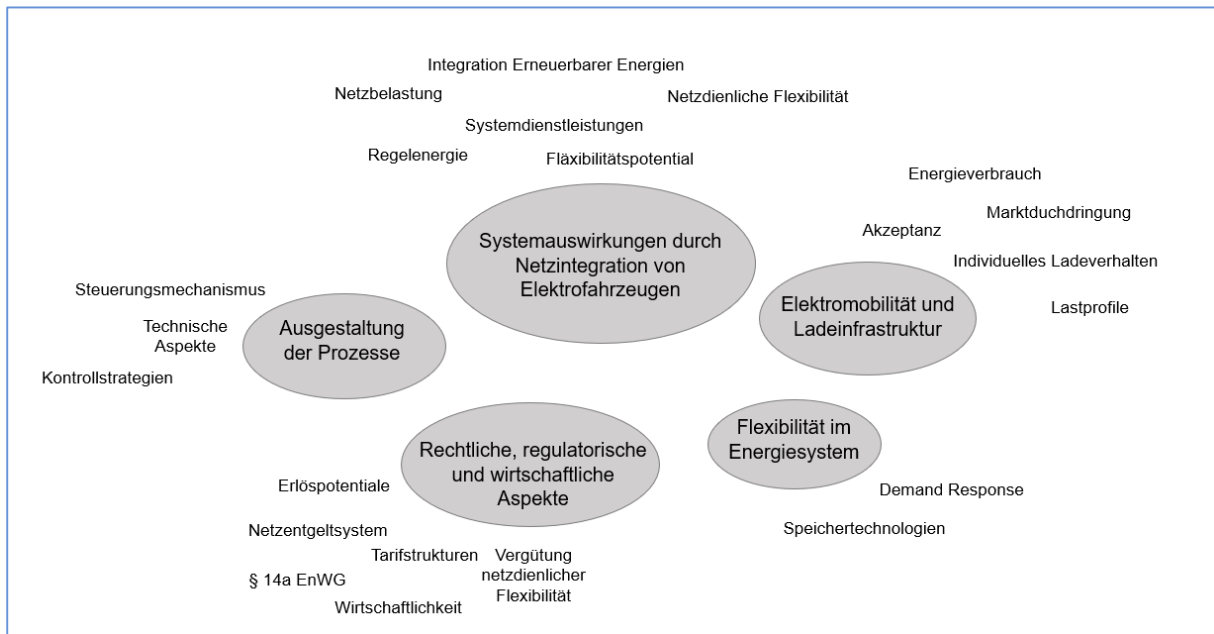 Integration Erneuerbarer Energien
Netzbelastung
Netzdienliche Flexibilität
Systemdienstleistungen
Regelenergie
Fläxibilitätspotential
Systemauswirkungen durch
Netzintegration von
Elektrofahrzeugen
Energieverbrauch
Marktduchdringung
Akzeptanz
Individuelles Ladeverhalten
Elektromobilität und
Ladeinfrastruktur
Lastprofile
Steuerungsmechanismus
Technische
Aspekte
Kontrollstrategien
Ausgestaltung
der Prozesse
Rechtliche, regulatorische
und wirtschaftliche
Aspekte
Flexibilität im
Energiesystem
Demand Response
Speichertechnologien
Erlöspotentiale
Netzentgeltsystem
Tarifstrukturen
Vergütung
netzdienlicher
Flexibilität
§ 14a EnWG
Wirtschaftlichkeit